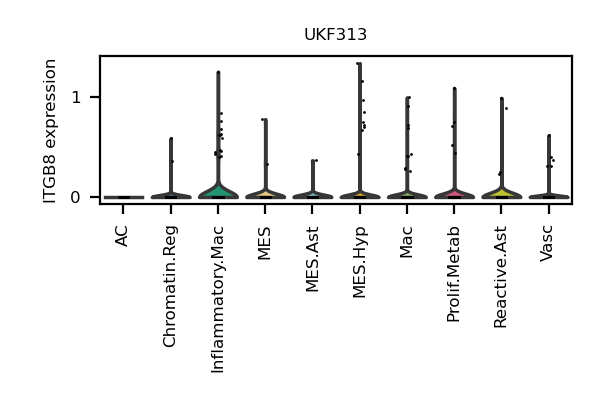 UKF313
ITGB8 expression
1
0
AC
Chromatin.Reg
Inflammatory.Mac
MES
MES.Ast
MES.Hyp
Mac
Prolif.Metab
Reactive.Ast
Vasc